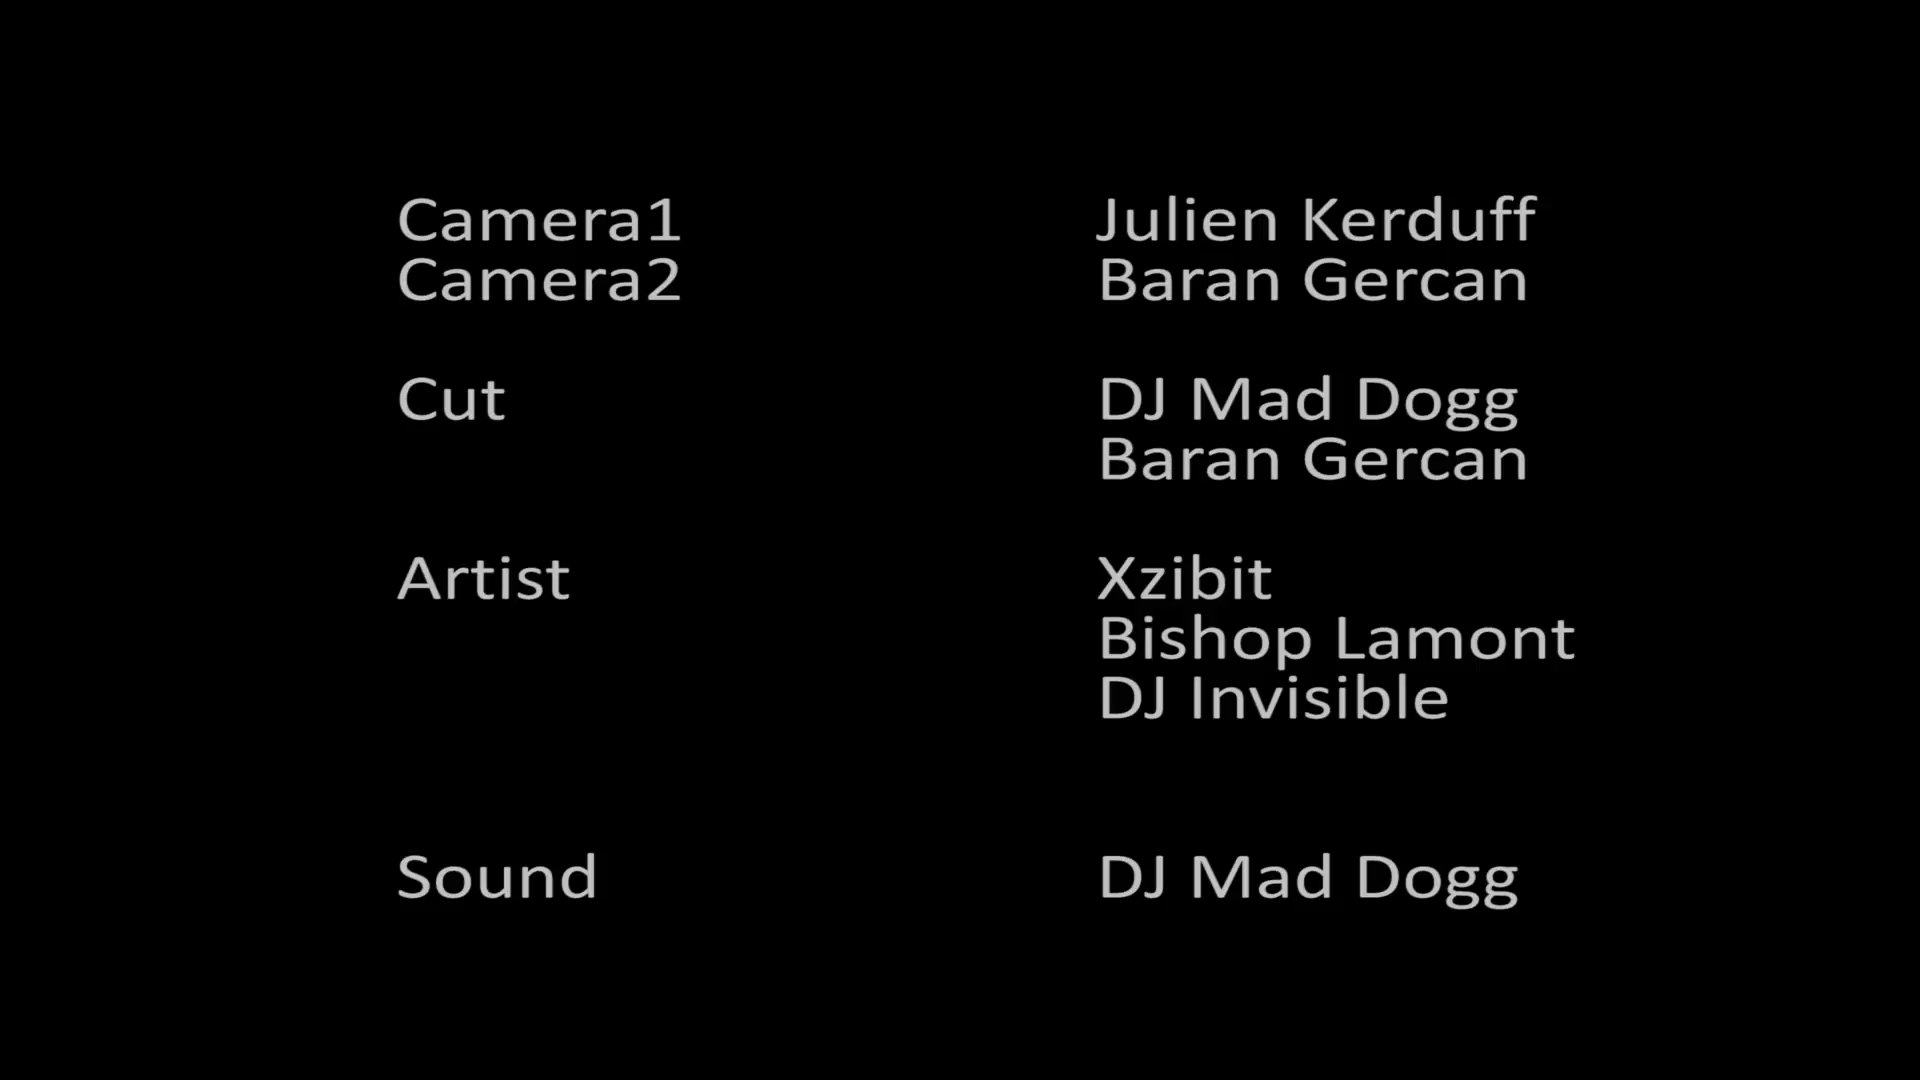 Camera1 Julien Kerduff
Camera2 Baran Gercan
Cut DJ Mad Dogg
Baran Gercan
Artist Xzibit
Bishop Lamont
DJ Invisible
Sound DJ Mad Dogg